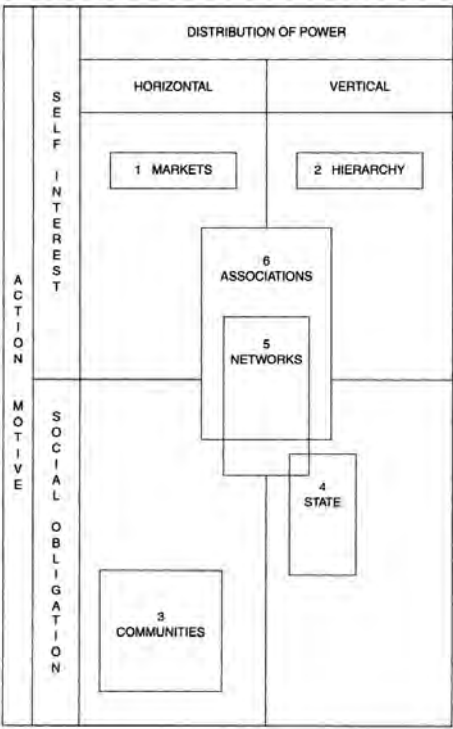 DISTRIBUTION OF POWER
HORIZONTAL
VERTICAL
ACTION MOTIVE
SELF INTEREST
1 MARKETS
2 HIERARCHY
6
ASSOCIATIONS
5
NETWORKS
SOCIAL OBLIGATION
4
STATE
3
COMMUNITIES